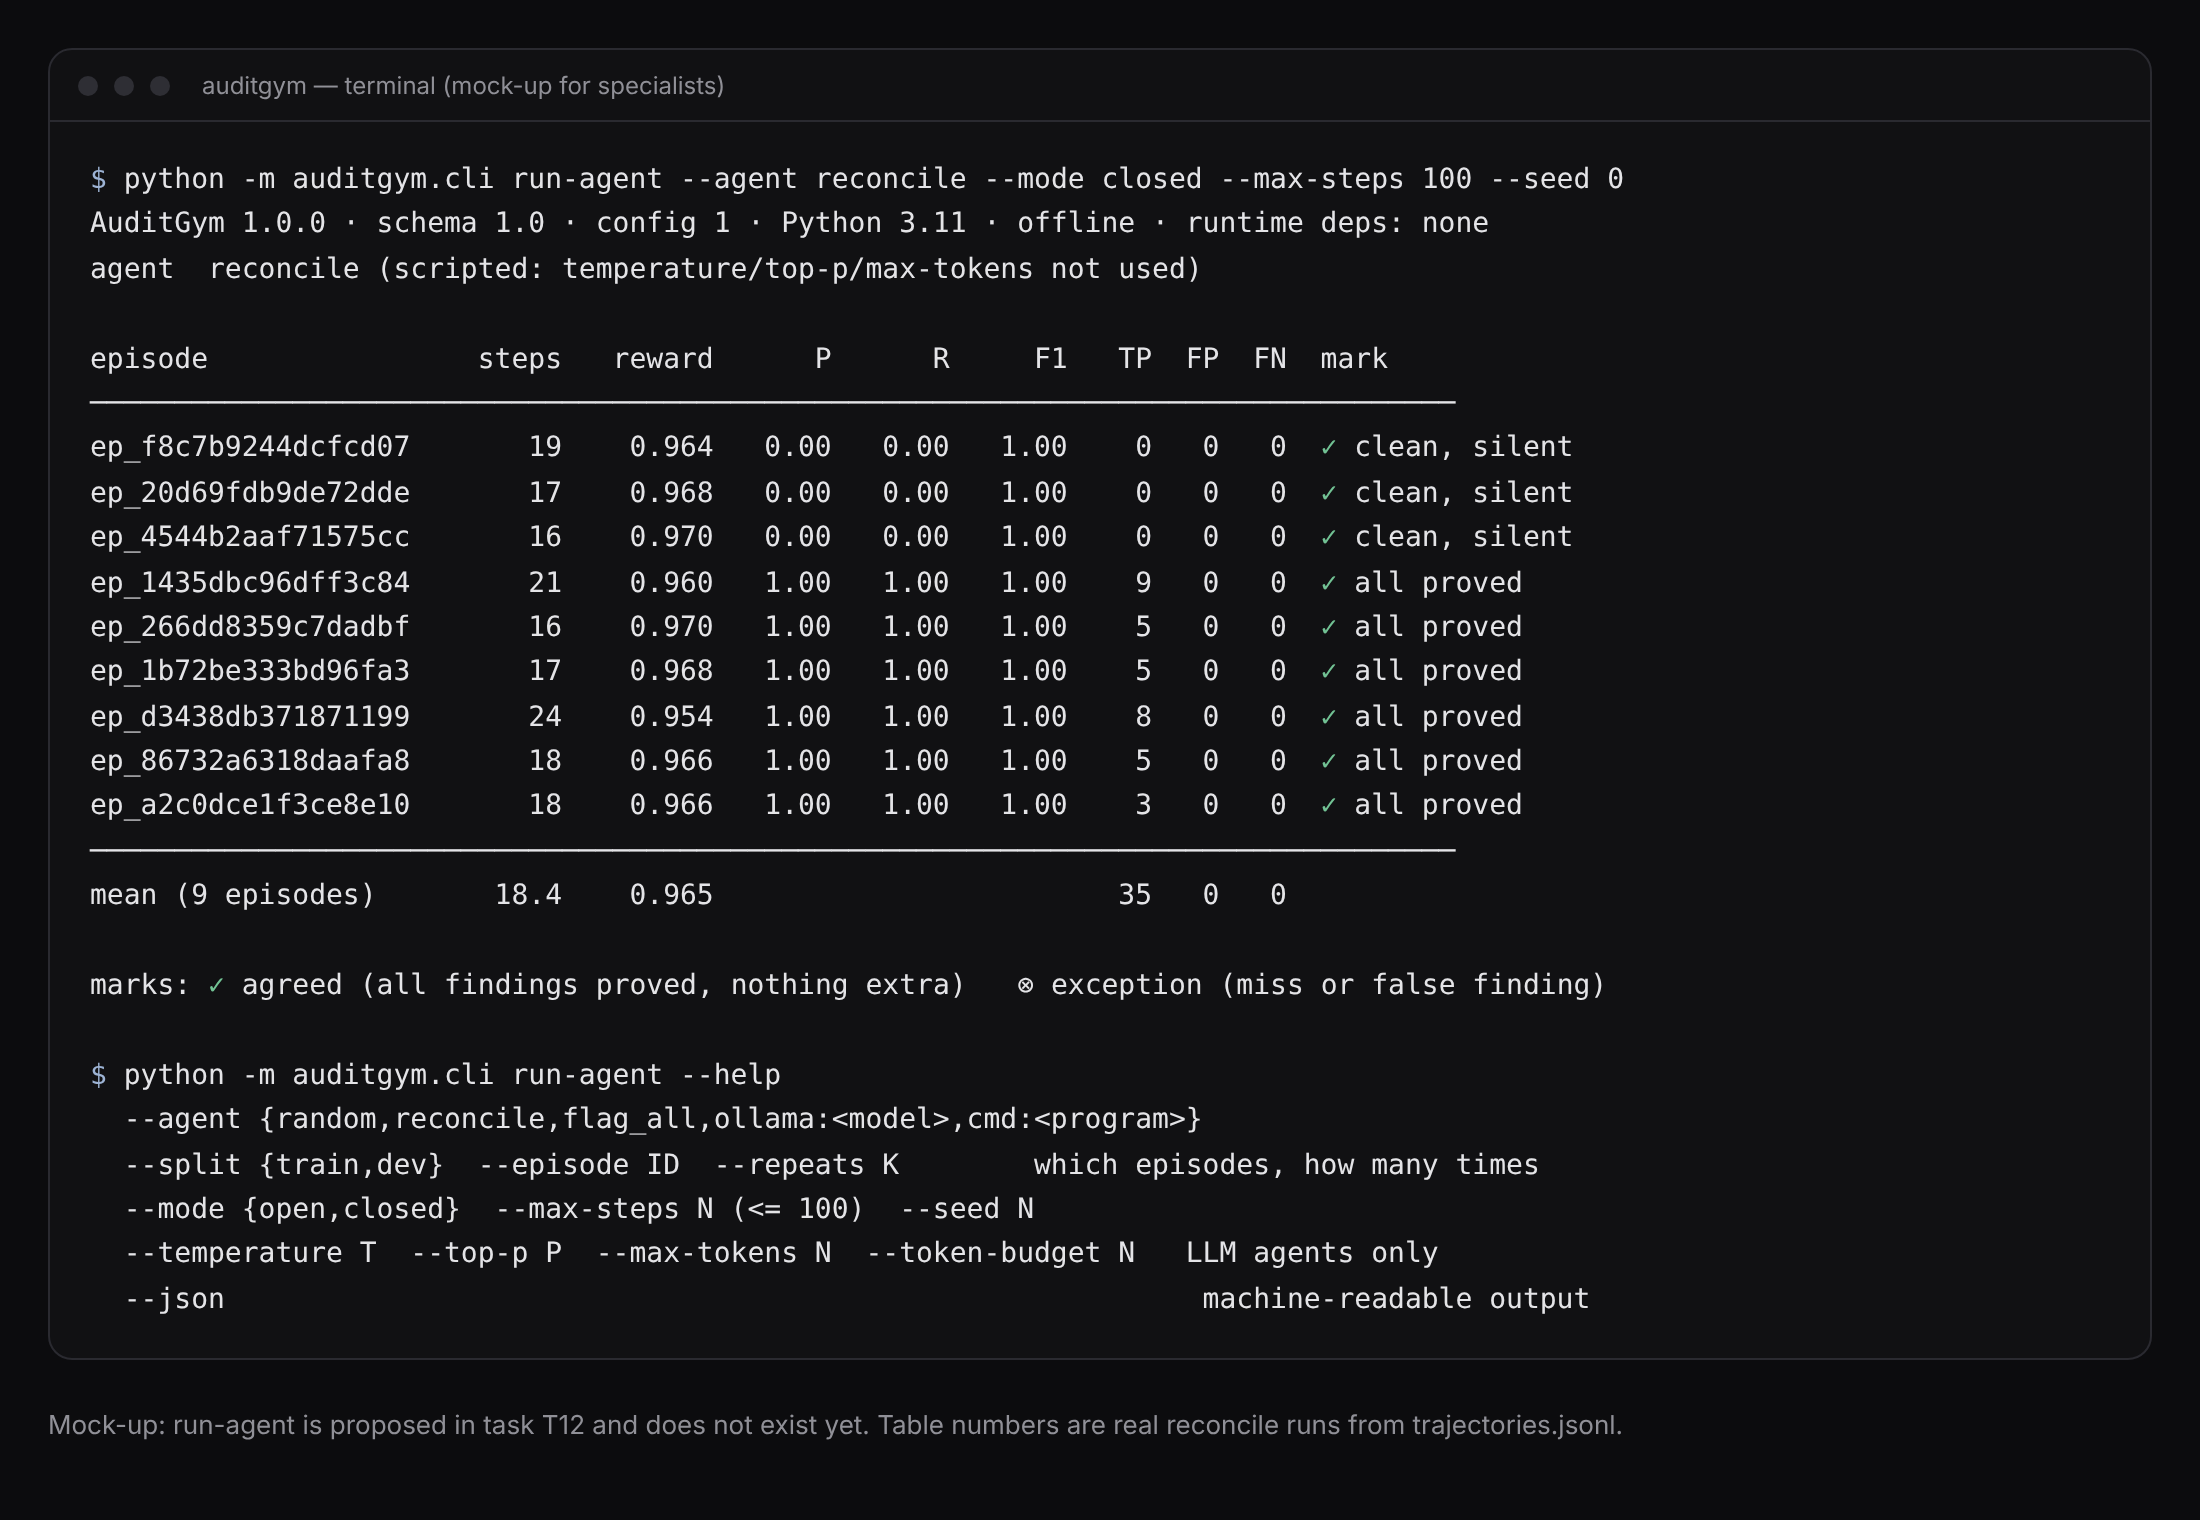 auditgym — terminal (mock-up for specialists)
$ python -m auditgym.cli run-agent --agent reconcile --mode closed --max-steps 100 --seed 0
AuditGym 1.0.0 · schema 1.0 · config 1 · Python 3.11 · offline · runtime deps: none
agent  reconcile (scripted: temperature/top-p/max-tokens not used)
episode                steps   reward      P      R     F1   TP  FP  FN  mark
ep_f8c7b9244dcfcd07       19    0.964   0.00   0.00   1.00    0   0   0  ✓ clean, silent
ep_20d69fdb9de72dde       17    0.968   0.00   0.00   1.00    0   0   0  ✓ clean, silent
ep_4544b2aaf71575cc       16    0.970   0.00   0.00   1.00    0   0   0  ✓ clean, silent
ep_1435dbc96dff3c84       21    0.960   1.00   1.00   1.00    9   0   0  ✓ all proved
ep_266dd8359c7dadbf       16    0.970   1.00   1.00   1.00    5   0   0  ✓ all proved
ep_1b72be333bd96fa3       17    0.968   1.00   1.00   1.00    5   0   0  ✓ all proved
ep_d3438db371871199       24    0.954   1.00   1.00   1.00    8   0   0  ✓ all proved
ep_86732a6318daafa8       18    0.966   1.00   1.00   1.00    5   0   0  ✓ all proved
ep_a2c0dce1f3ce8e10       18    0.966   1.00   1.00   1.00    3   0   0  ✓ all proved
mean (9 episodes)       18.4    0.965                        35   0   0
marks: ✓ agreed (all findings proved, nothing extra)   ⊗ exception (miss or false finding)
$ python -m auditgym.cli run-agent --help
  --agent {random,reconcile,flag_all,ollama:<model>,cmd:<program>}
  --split {train,dev}  --episode ID  --repeats K        which episodes, how many times
  --mode {open,closed}  --max-steps N (<= 100)  --seed N
  --temperature T  --top-p P  --max-tokens N  --token-budget N   LLM agents only
  --json                                                          machine-readable output
Mock-up: run-agent is proposed in task T12 and does not exist yet. Table numbers are real reconcile runs from trajectories.jsonl.